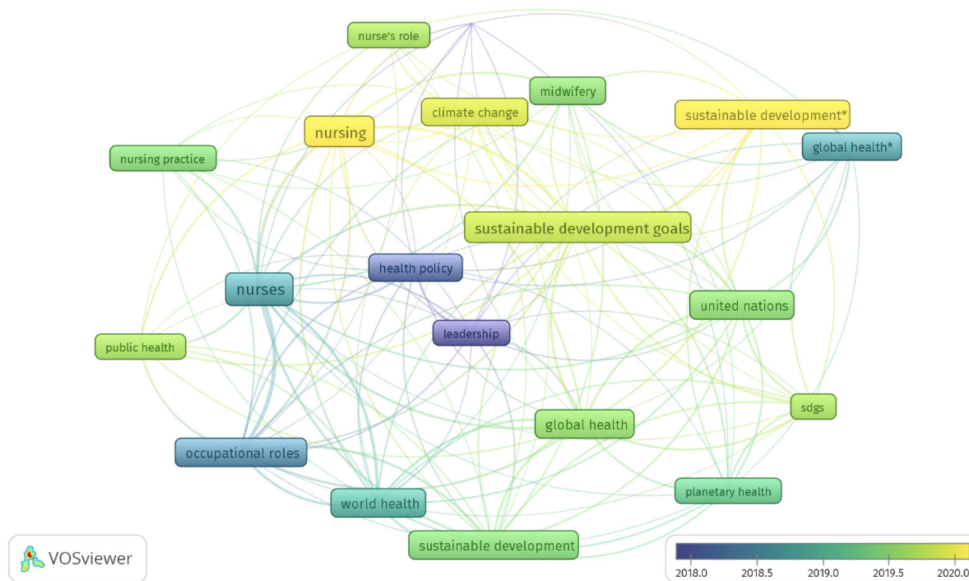 nurse's role
midwifery
climate change
sustainable development*
nursing
global health*
nursing practice
sustainable development goals
health policy
nurses
united nations
leadership
public health
sdgs
global health
occupational roles
planetary health
world health
sustainable development
VOSviewer
2018.0 2018.5 2019.0 2019.5 2020.0